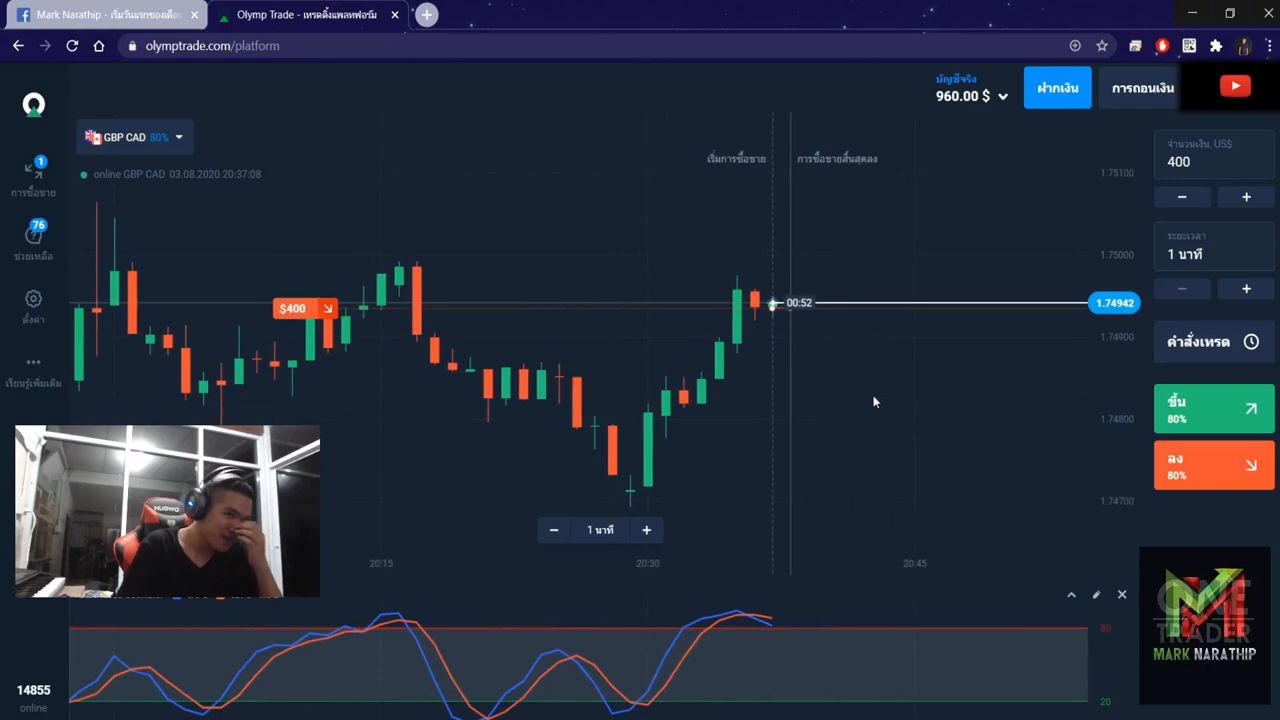 Mark Narathip - เริ่มวันแรกของเดือน
Olymp Trade - เทรดดิ้งแพลทฟอร์ม
olymptrade.com/platform
บัญชีจริง
960.00 $
ฝากเงิน
การถอนเงิน
GBP CAD 80%
online GBP CAD 03.08.2020 20:37:08
1
การซื้อขาย
76
ช่วยเหลือ
ตั้งค่า
เรียนรู้เพิ่มเติม
เริ่มการซื้อขาย
การซื้อขายสิ้นสุดลง
$400
00:52
1.75100
1.75000
1.74942
1.74900
1.74800
1.74700
จำนวนเงิน, US$
400
ระยะเวลา
1 นาที
คำสั่งเทรด
ขึ้น
80%
ลง
80%
1 นาที
20:15
20:30
20:45
NUBWO
80
20
14855
online
ONE
TRADER
MARK NARATHIP